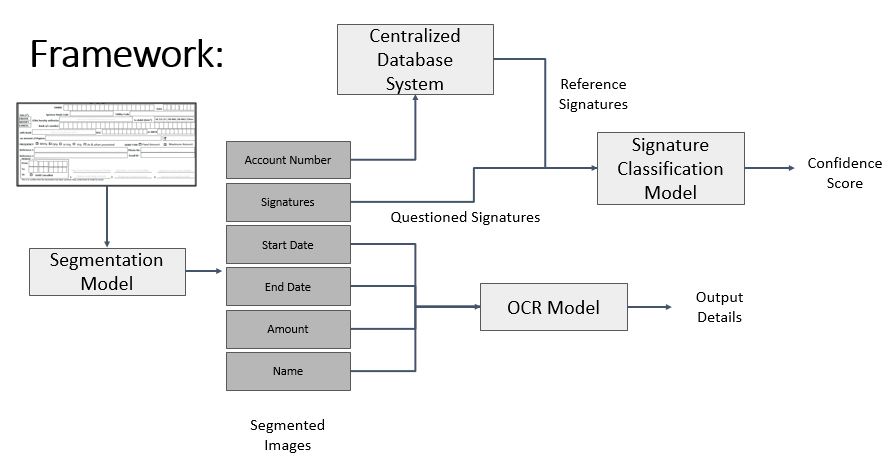 Framework:
Centralized
Database
System
Reference
Signatures
Account Number
Signatures
Start Date
End Date
Amount
Name
Segmented
Images
Segmentation
Model
Questioned Signatures
Signature
Classification
Model
Confidence
Score
OCR Model
Output
Details